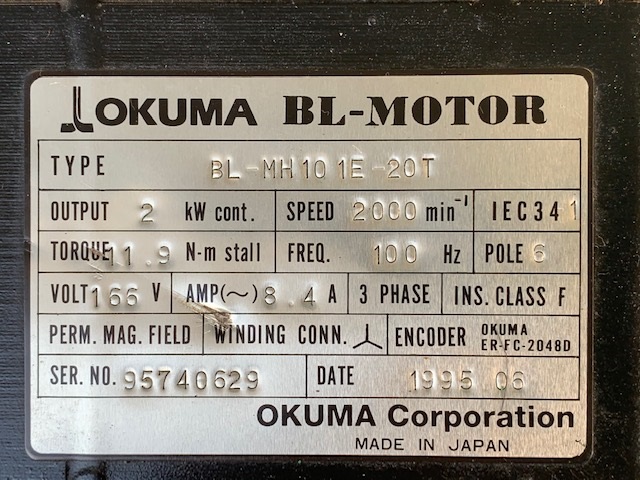 OKUMA BL-MOTOR
TYPE BL-MH101E-20T
OUTPUT 2 kW cont. SPEED 2000 min⁻¹ IEC34 1
TORQUE 11.9 N-m stall FREQ. 100 Hz POLE 6
VOLT 166 V AMP(~) 8.4 A 3 PHASE INS. CLASS F
PERM. MAG. FIELD WINDING CONN. ENCODER OKUMA
ER-FC-2048D
SER. NO. 95740629 DATE 1995.06
OKUMA Corporation
MADE IN JAPAN